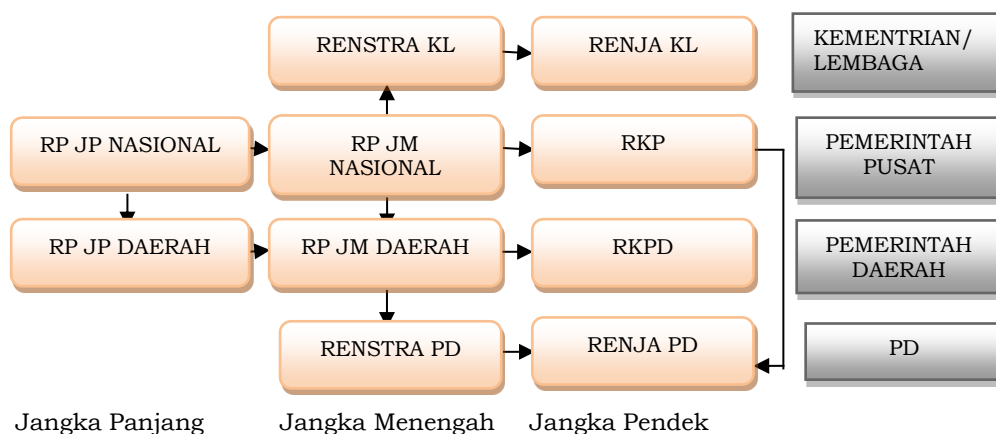 RENSTRA KL
RENJA KL
KEMENTRIAN/
LEMBAGA
RP JP NASIONAL
RP JM
NASIONAL
RKP
PEMERINTAH
PUSAT
RP JP DAERAH
RP JM DAERAH
RKPD
PEMERINTAH
DAERAH
RENSTRA PD
RENJA PD
PD
Jangka Panjang
Jangka Menengah
Jangka Pendek